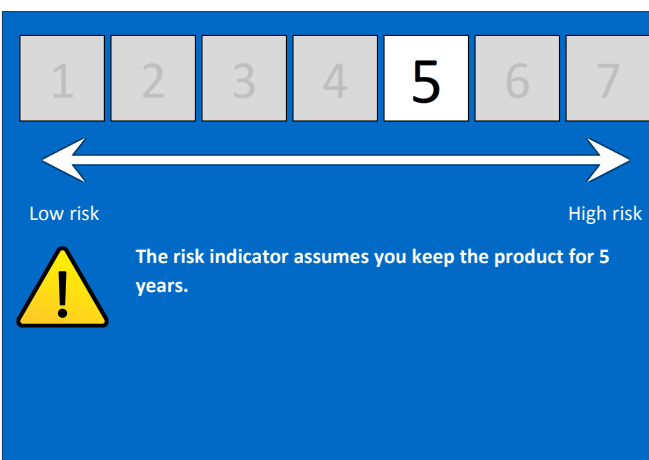 1 2 3 4 5 6 7
Low risk High risk
The risk indicator assumes you keep the product for 5
years.